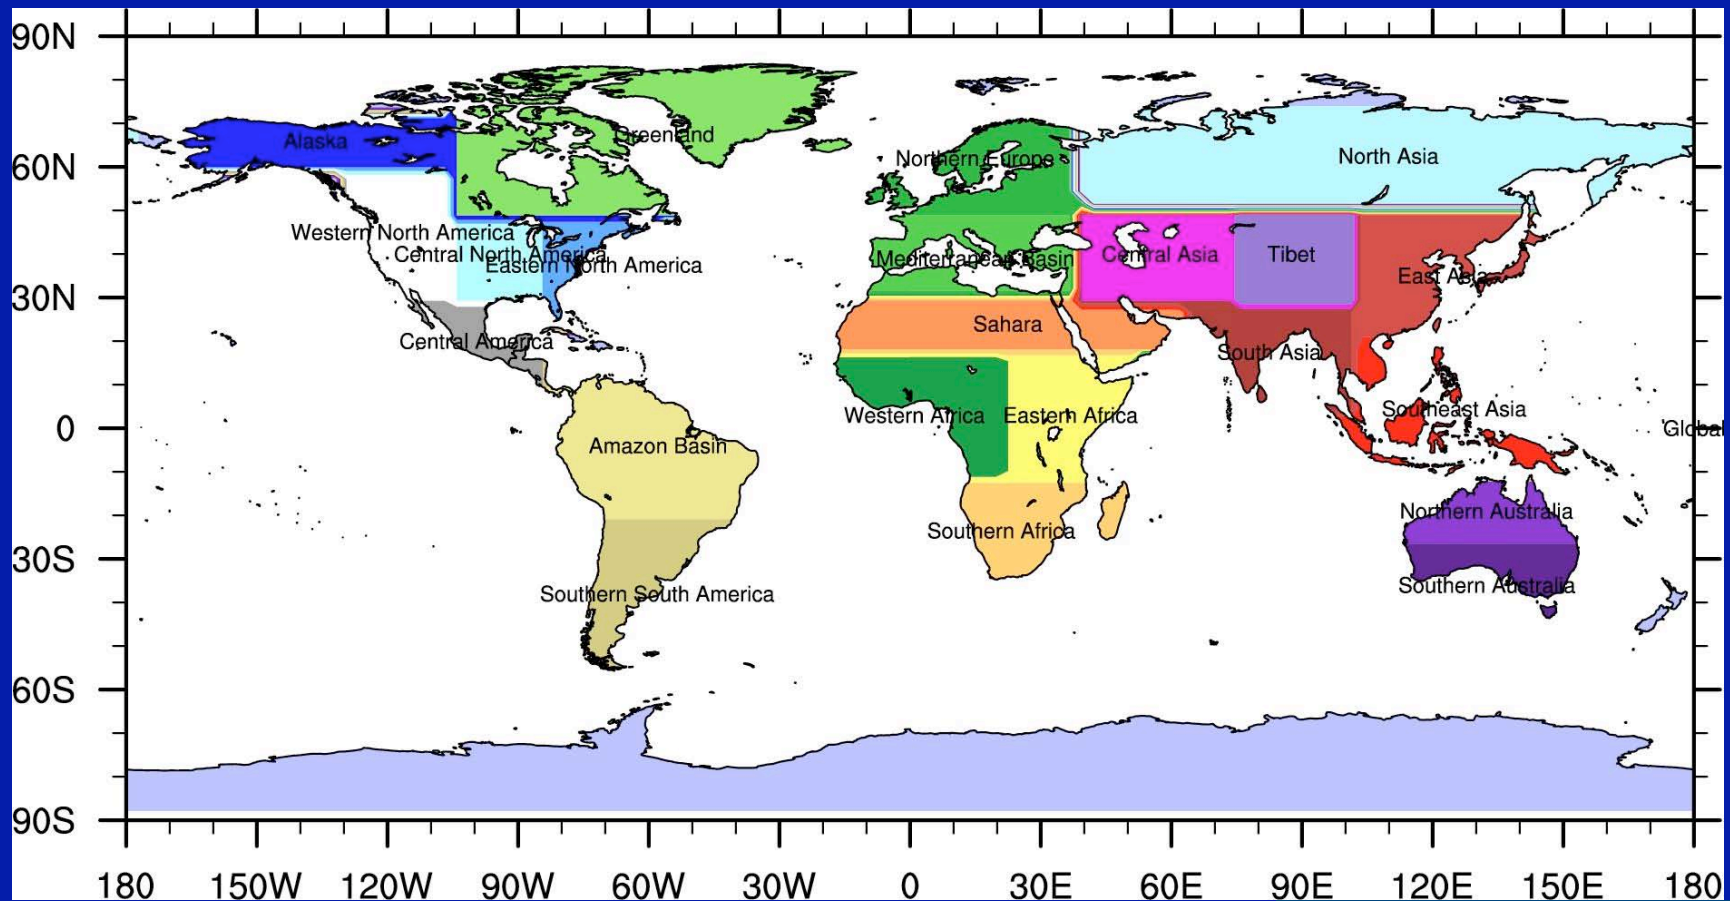 90N
Alaska
Greenland
Northern Europe
North Asia
60N
Western North America
Central North America
Eastern North America
Mediterranean Basin
Central Asia
Tibet
East Asia
30N
Sahara
Central America
South Asia
Western Africa
Eastern Africa
Southeast Asia
0
Global
Amazon Basin
Northern Australia
Southern Africa
30S
Southern Australia
Southern South America
60S
90S
180 150W 120W 90W 60W 30W 0 30E 60E 90E 120E 150E 180